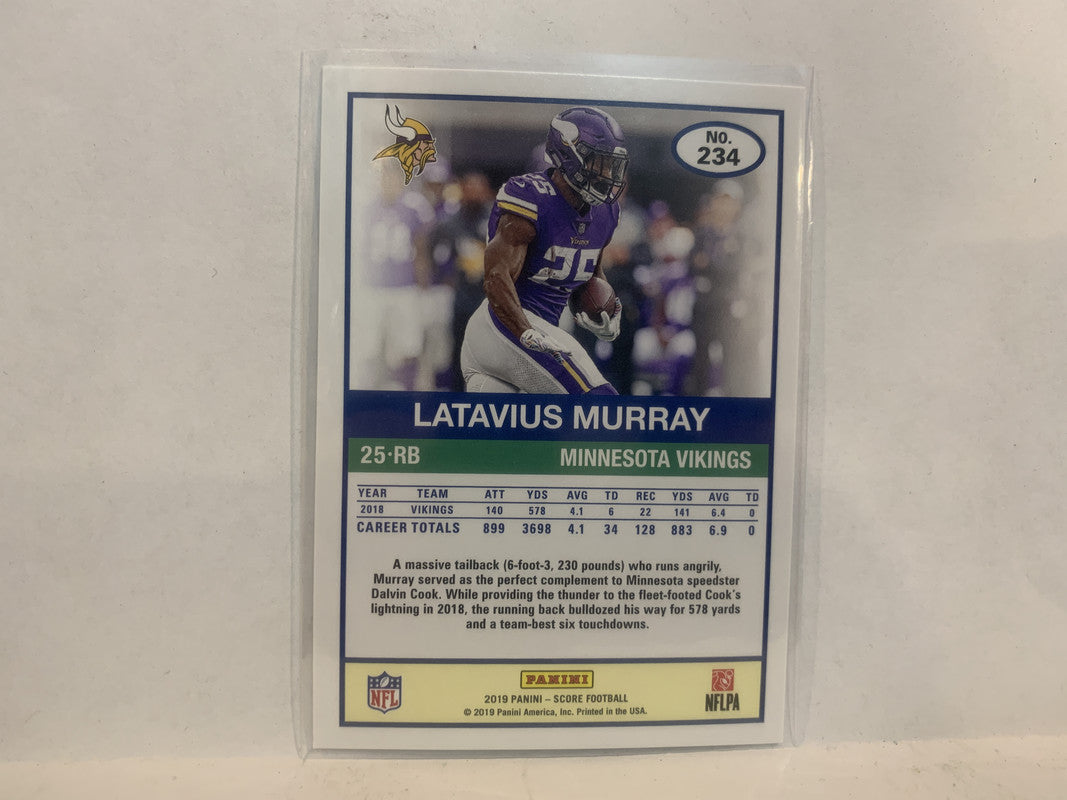 NO.
234
Vikings
25
25
LATAVIUS MURRAY
25·RB MINNESOTA VIKINGS
YEAR TEAM ATT YDS AVG TD REC YDS AVG TD
2018 VIKINGS 140 578 4.1 6 22 141 6.4 0
CAREER TOTALS 899 3698 4.1 34 128 883 6.9 0
A massive tailback (6-foot-3, 230 pounds) who runs angrily,
Murray served as the perfect complement to Minnesota speedster
Dalvin Cook. While providing the thunder to the fleet-footed Cook's
lightning in 2018, the running back bulldozed his way for 578 yards
and a team-best six touchdowns.
NFL
PANINI
2019 PANINI – SCORE FOOTBALL
© 2019 Panini America, Inc. Printed in the USA.
NFLPA